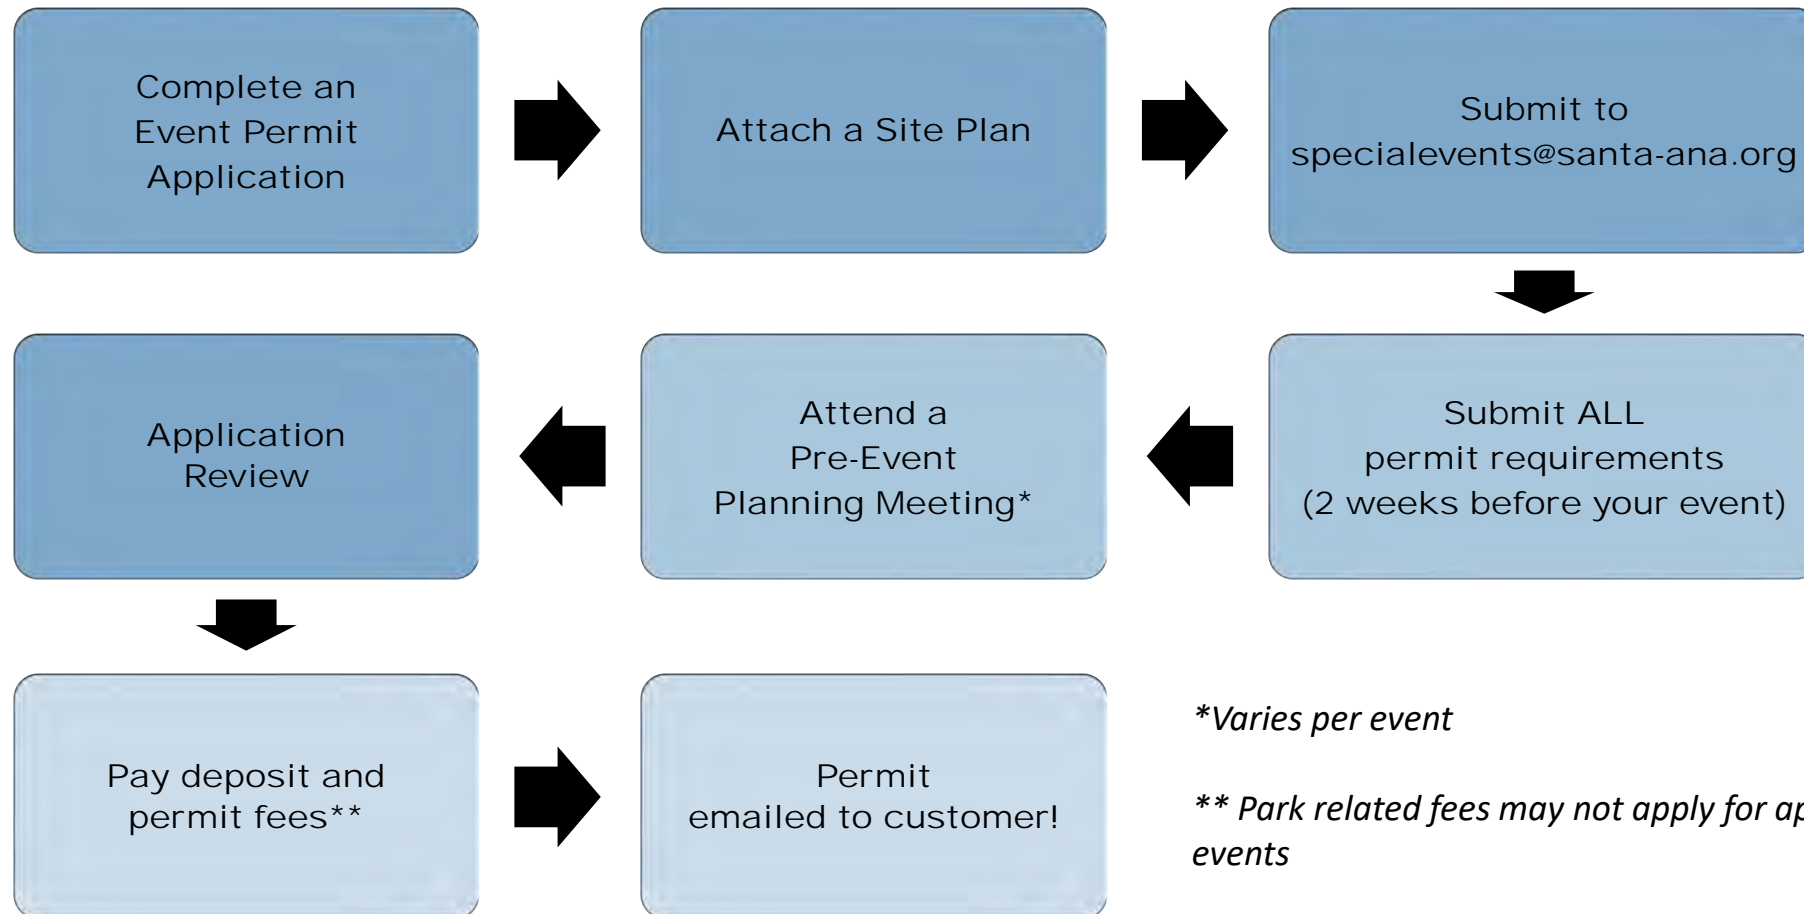 Complete an
Event Permit
Application
Attach a Site Plan
Submit to
specialevents@santa-ana.org
Submit ALL
permit requirements
(2 weeks before your event)
Attend a
Pre-Event
Planning Meeting*
Application
Review
Pay deposit and
permit fees**
Permit
emailed to customer!
*Varies per event
** Park related fees may not apply for
events